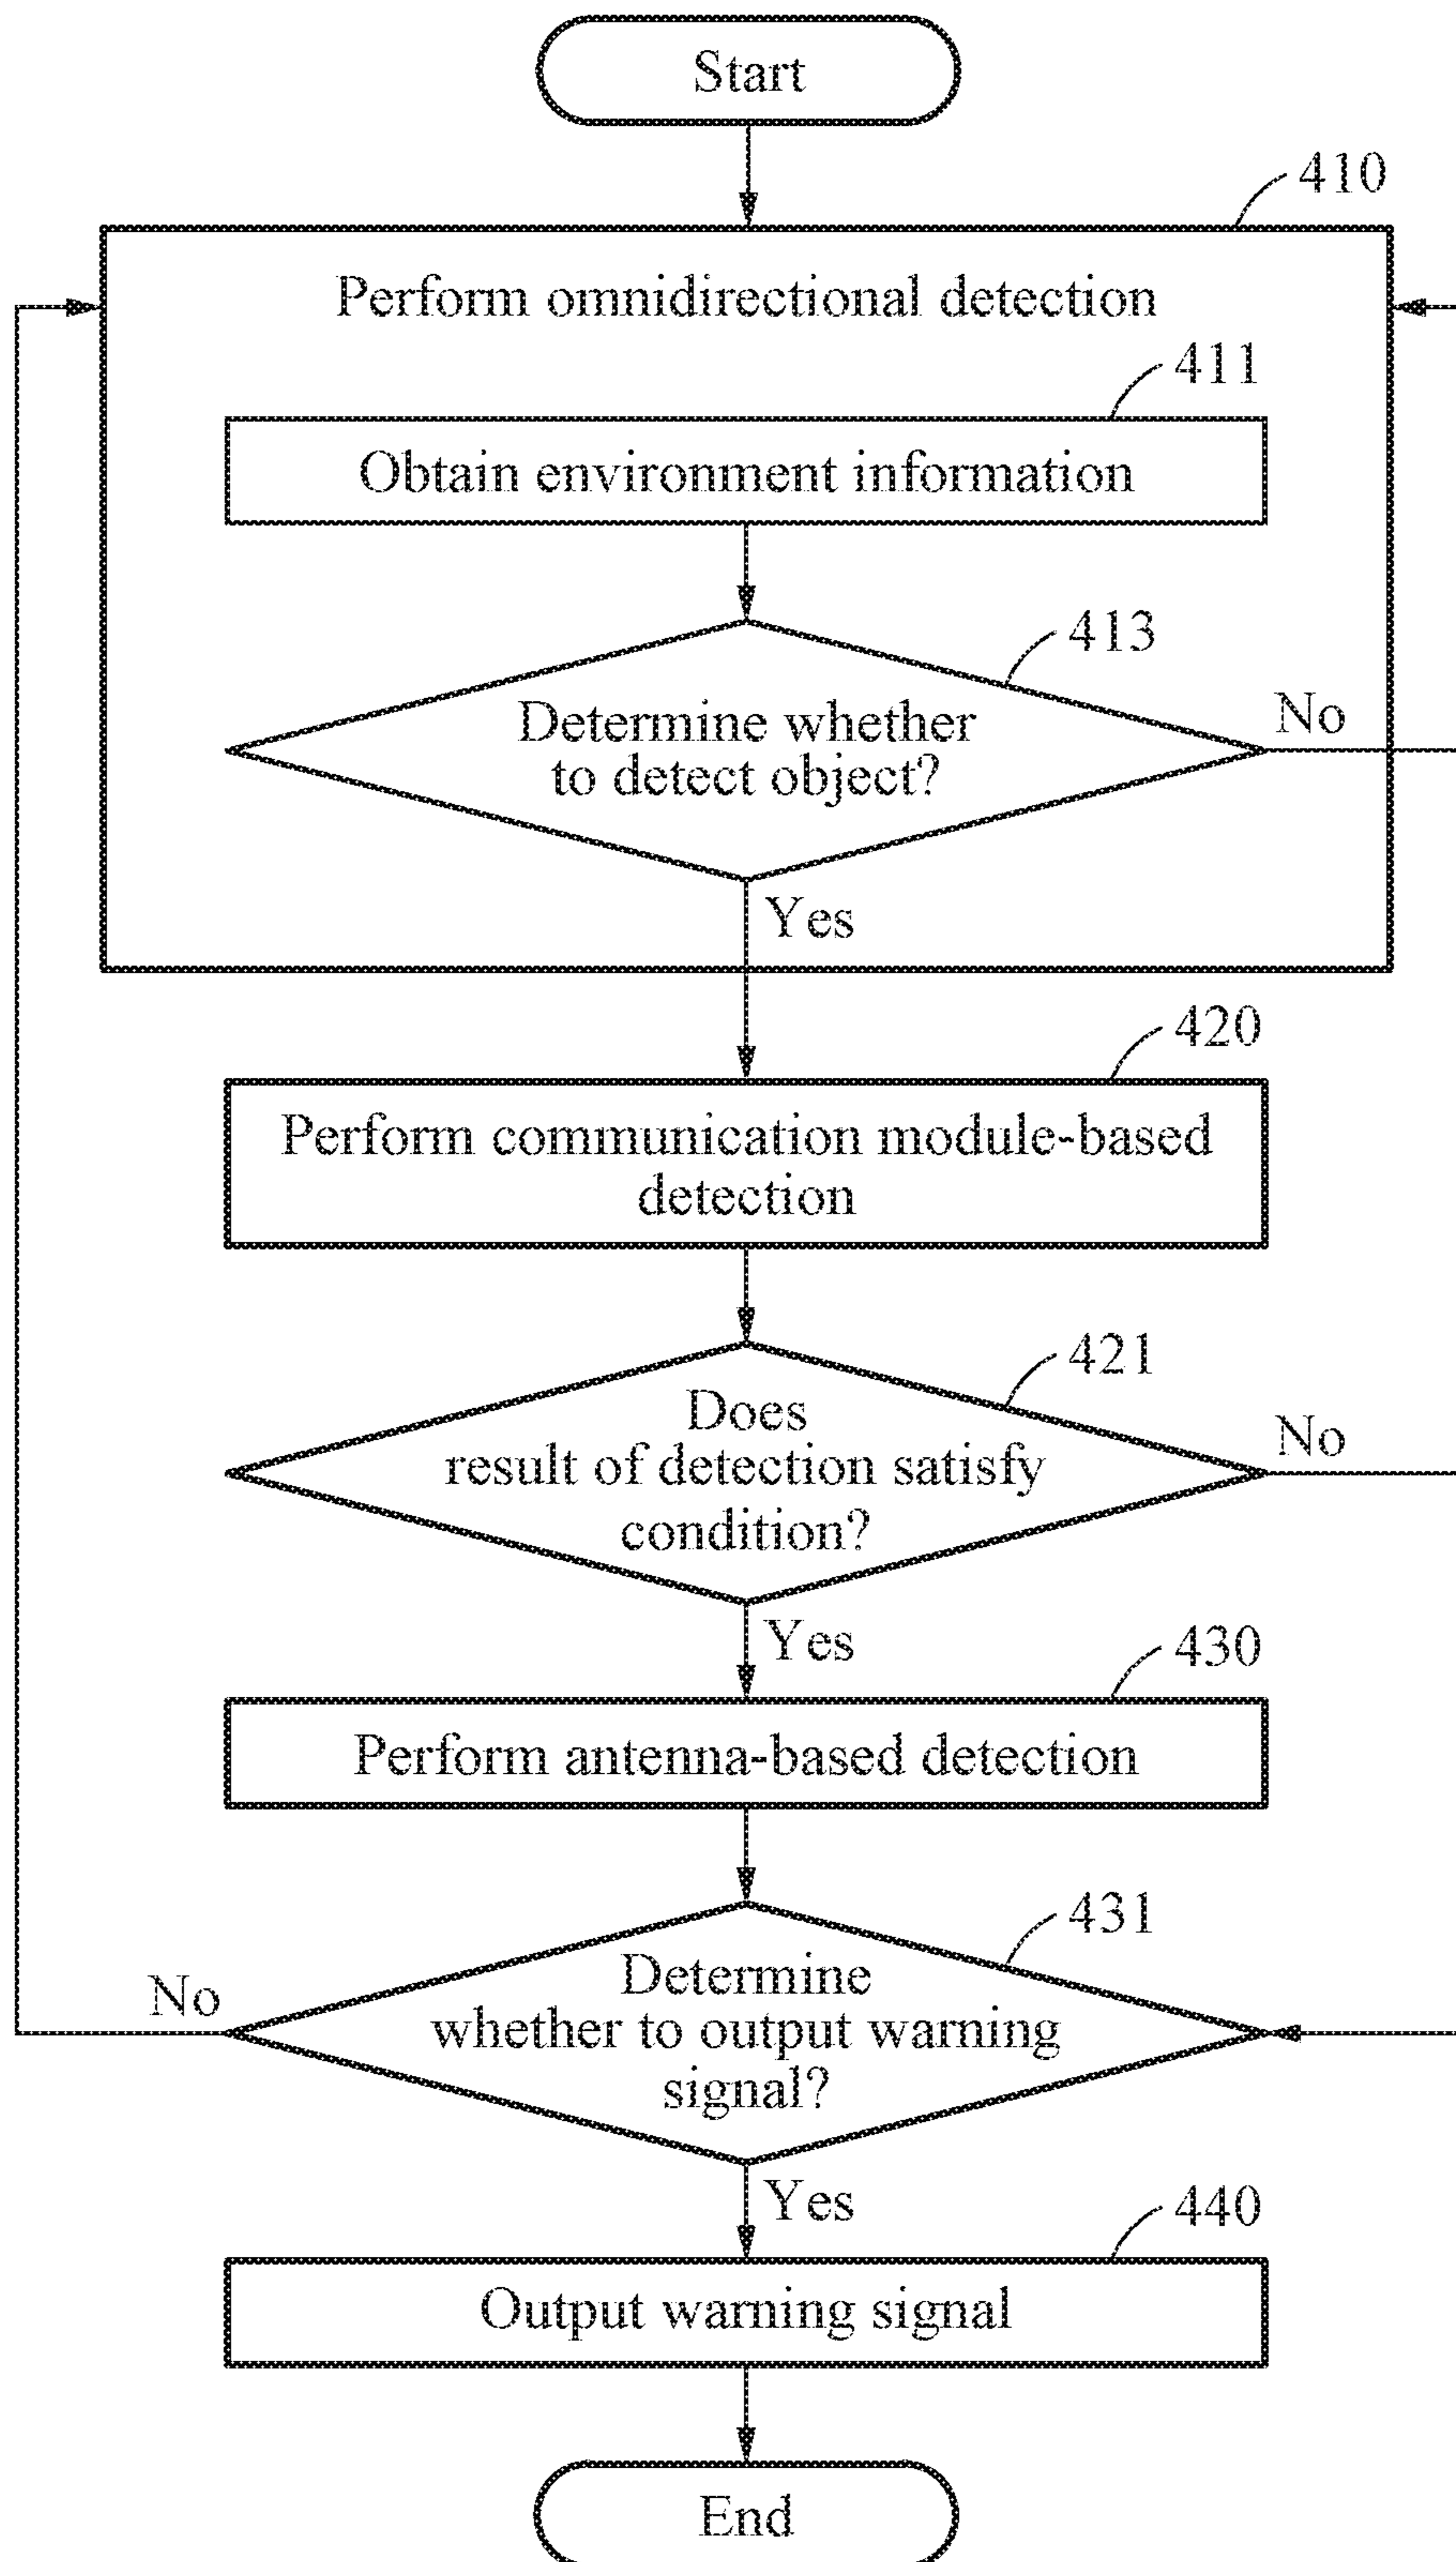 Start
410
Perform omnidirectional detection
411
Obtain environment information
413
Determine whether
to detect object?
No
Yes
420
Perform communication module-based
detection
421
Does
result of detection satisfy
condition?
No
Yes
430
Perform antenna-based detection
431
Determine
whether to output warning
signal?
No
Yes
440
Output warning signal
End